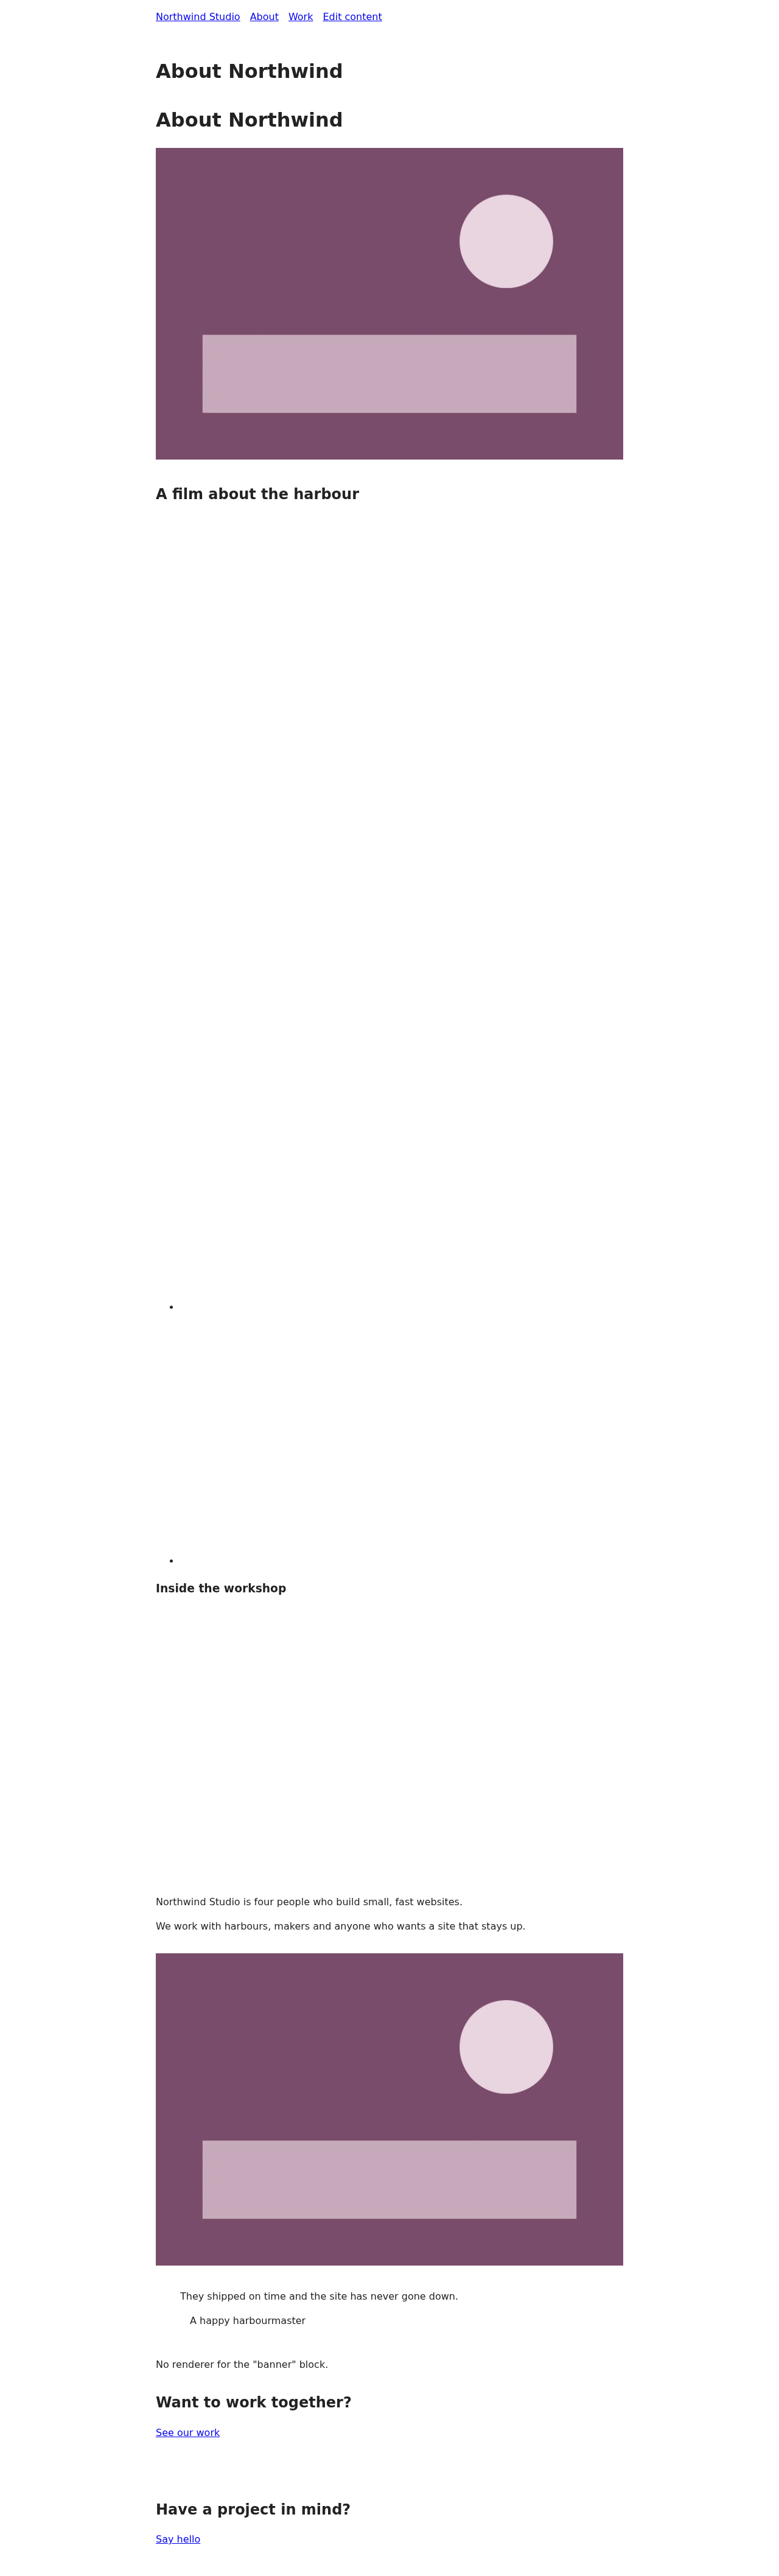 Northwind Studio About Work Edit content
About Northwind
About Northwind
A film about the harbour
Inside the workshop
Northwind Studio is four people who build small, fast websites.
We work with harbours, makers and anyone who wants a site that stays up.
They shipped on time and the site has never gone down.
A happy harbourmaster
No renderer for the "banner" block.
Want to work together?
See our work
Have a project in mind?
Say hello